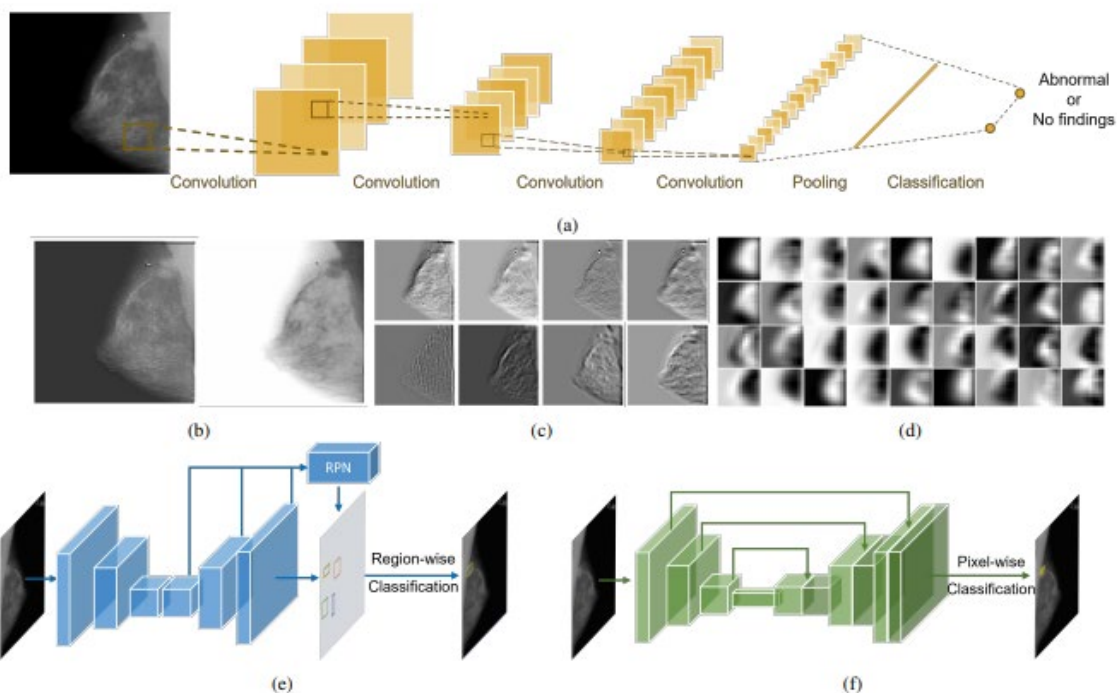 Abnormal
or
No findings
Convolution Convolution Convolution Convolution Pooling Classification
(a)
(b) (c) (d)
RPN
Region-wise
Classification
Pixel-wise
Classification
(e) (f)